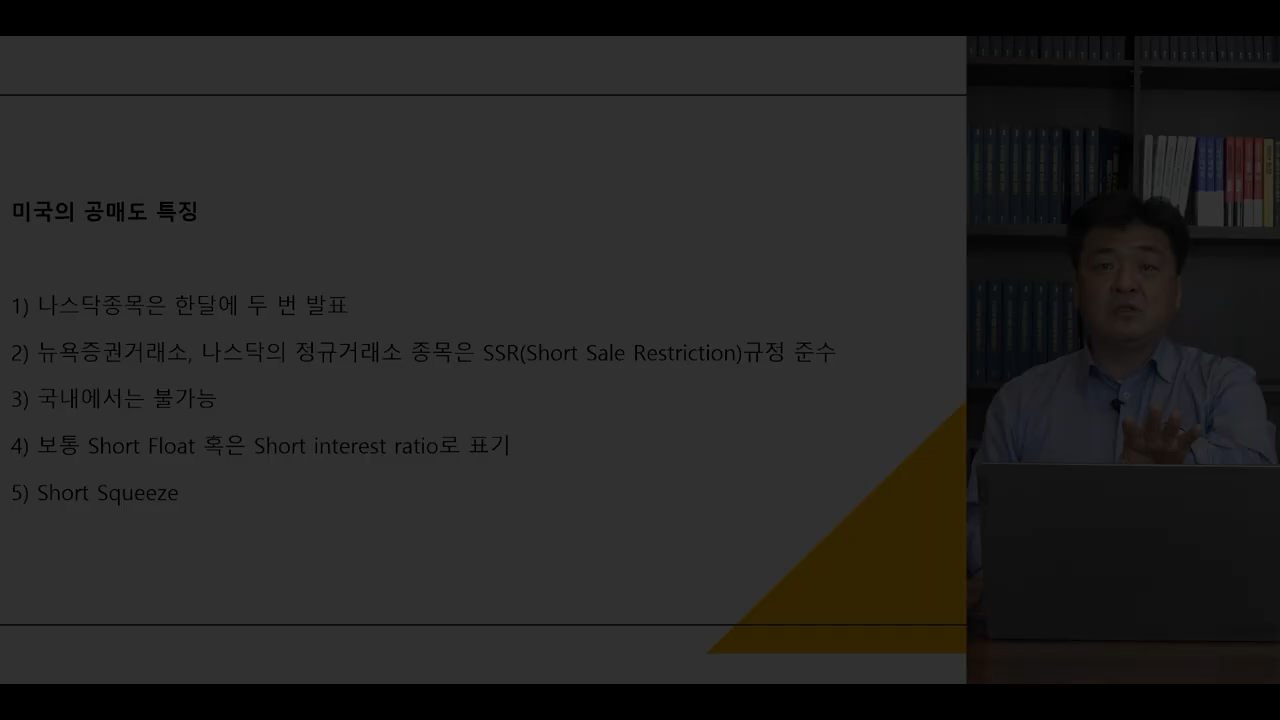 미국의 공매도 특징
1) 나스닥종목은 한달에 두 번 발표
2) 뉴욕증권거래소, 나스닥의 정규거래소 종목은 SSR(Short Sale Restriction)규정 준수
3) 국내에서는 불가능
4) 보통 Short Float 혹은 Short interest ratio로 표기
5) Short Squeeze